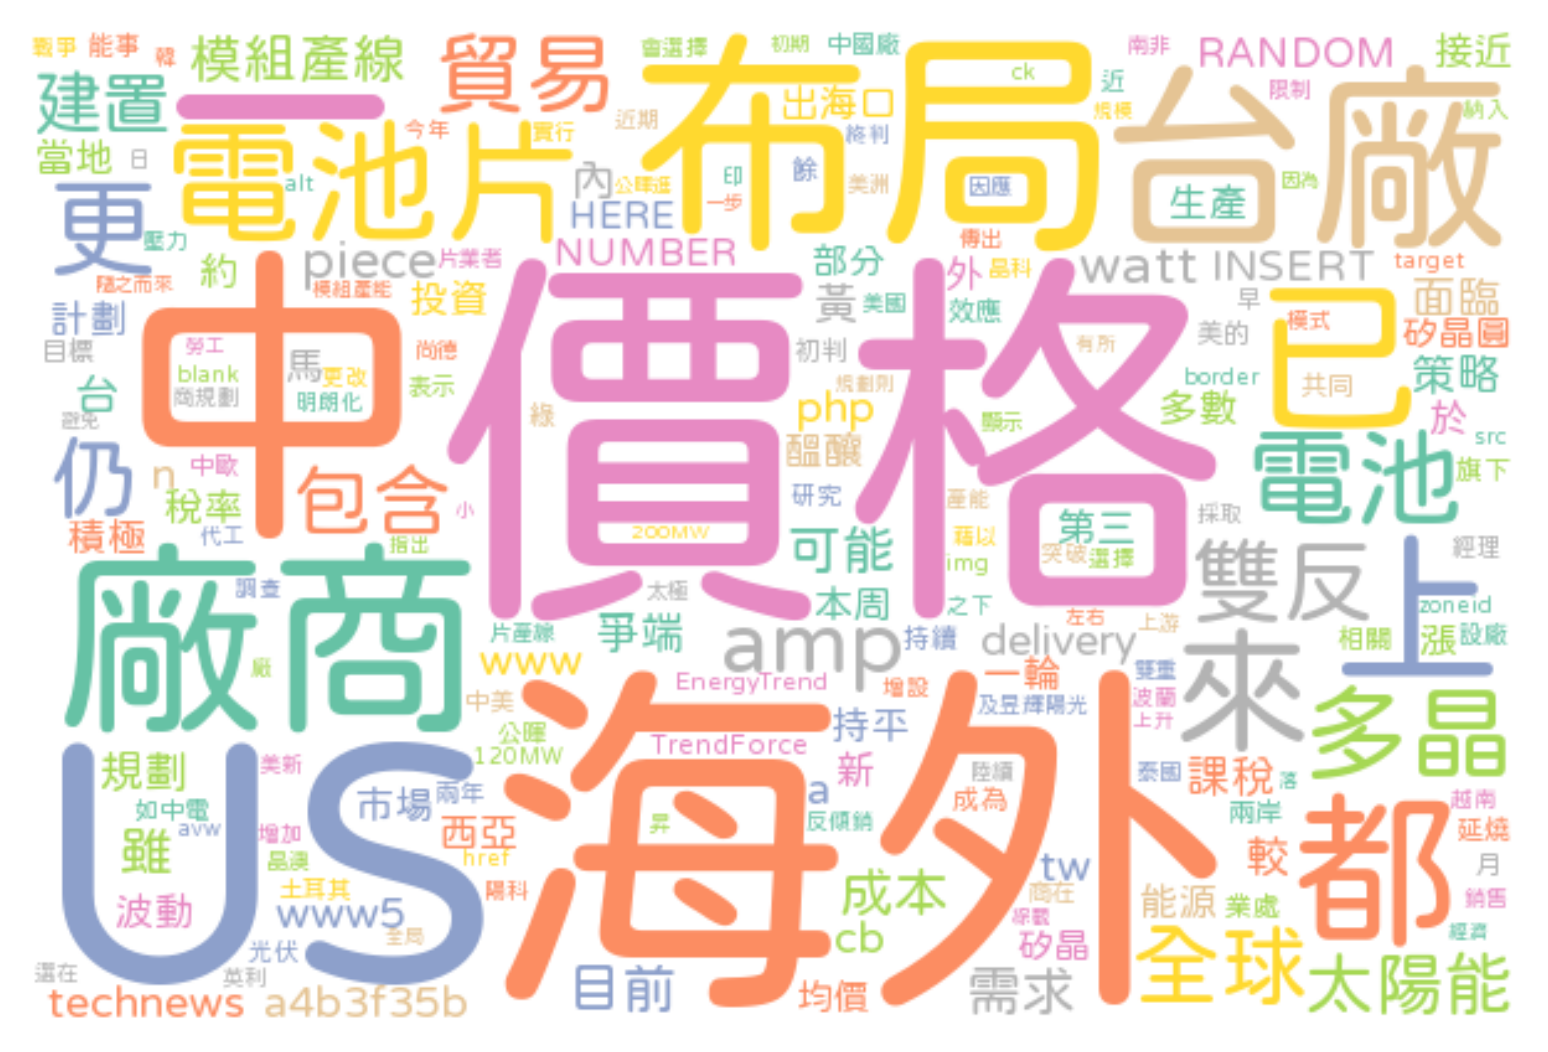 戰爭 能事 韓 模組產線 貿易 會選擇 初期 中國廠 南非 RANDOM 接近
建置 一 布局 ck 近 限制 台廠
出海口 規模 納入
當地 日 電池片 今年 實行 近期 終判
alt 內 公暉進 印 餘 美洲 因應 生產 因為
更 壓力 HERE 一步
約 piece 片業者 NUMBER 部分 外 傳出 晶科 watt INSERT target
隨之而來 模組產能 投資 黃 美國 效應 早 已 面臨
計劃 中 價格 模式 矽晶圓
目標 勞工 馬 尚德 初判 有所 美的
台 blank 更改 表示 規劃則 border 共同 策略
商規劃 明朗化 綠 php 顯示 多數 於
避免 仍 n 中歐 醞釀 電池 src
稅率 包含 小 研究 產能 採取 旗下
積極 代工 指出 200MW 可能 藉以 第三 突破 選擇 雙反 經理
廠商 調查 太極 本周 img 之下 左右 上游 上 zoneid
片產線 爭端 amp 持續 delivery 相關 漲 設廠
廠 www EnergyTrend 增設 一輪 雙重 來
中美 海外 及昱輝陽光 波蘭 多晶
公暉 持平 上升
US 120MW TrendForce
規劃 美新 新 陸續 泰國 課稅 落
如中電 市場 兩年 a 成為 兩岸 都 越南
avw 增加 西亞 昇 反傾銷 延燒
雖 晶澳 href 較 月
土耳其 陽科 成本 tw 商在 能源 業處 銷售
波動 www5 全局 cb 矽晶 全球 經濟
光伏
還在 英利 目前 均價 需求 太陽能
technews a4b3f35b